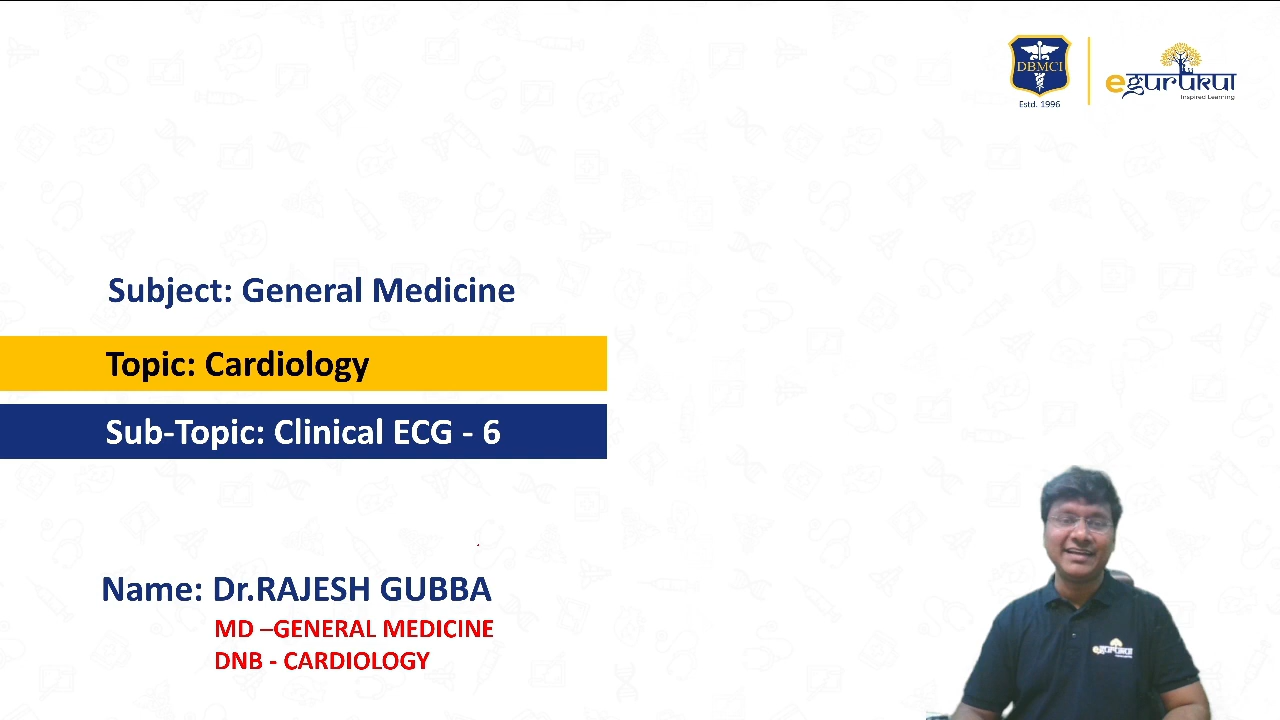 DBMCI
Estd. 1996
egurukul
Inspired Learning
Subject: General Medicine
Topic: Cardiology
Sub-Topic: Clinical ECG - 6
Name: Dr.RAJESH GUBBA
MD –GENERAL MEDICINE
DNB - CARDIOLOGY
egurukul